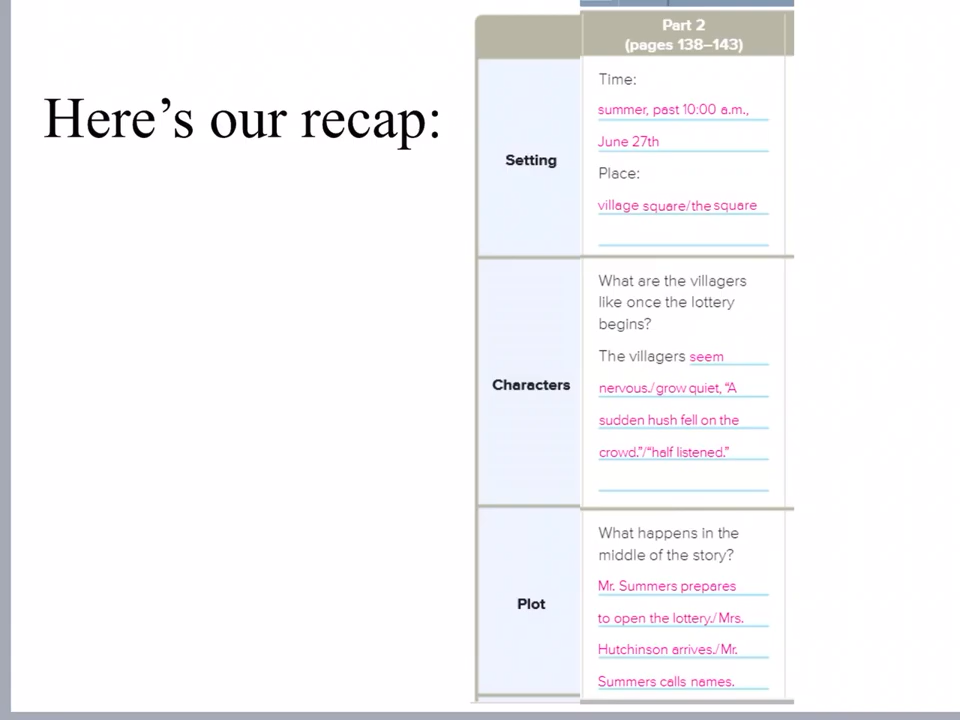 Here's our recap:
Part 2
(pages 138–143)
Setting
Time:
summer, past 10:00 a.m.,
June 27th
Place:
village square/the square
Characters
What are the villagers
like once the lottery
begins?
The villagers seem
nervous./grow quiet, “A
sudden hush fell on the
crowd.”/“half listened.”
Plot
What happens in the
middle of the story?
Mr. Summers prepares
to open the lottery./Mrs.
Hutchinson arrives./Mr.
Summers calls names.